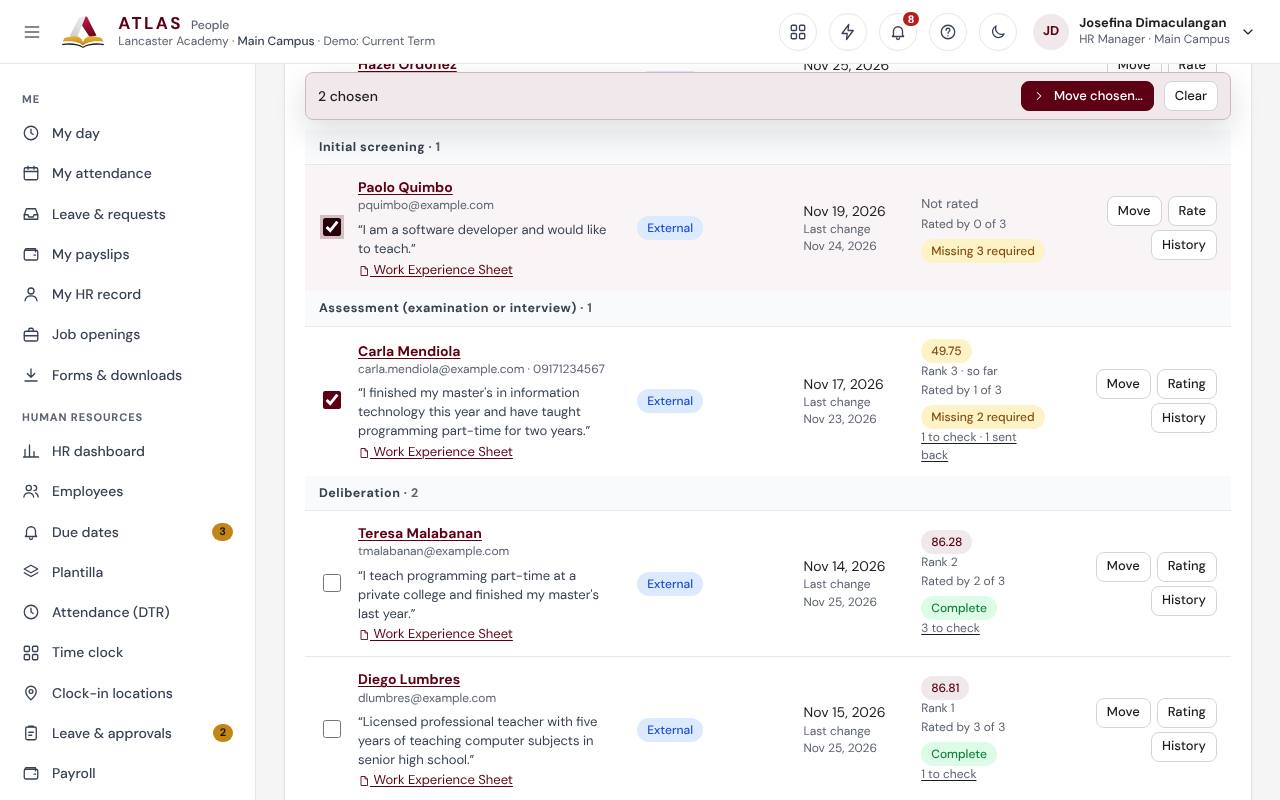 ATLAS People
Lancaster Academy · Main Campus · Demo: Current Term
8
JD
Josefina Dimaculangan
HR Manager · Main Campus
ME
My day
My attendance
Leave & requests
My payslips
My HR record
Job openings
Forms & downloads
HUMAN RESOURCES
HR dashboard
Employees
Due dates 3
Plantilla
Attendance (DTR)
Time clock
Clock-in locations
Leave & approvals 2
Payroll
Hazel Ordoñez
Nov 25, 2026
Move Rate
2 chosen
Move chosen… Clear
Initial screening · 1
Paolo Quimbo
pquimbo@example.com
“I am a software developer and would like
to teach.”
Work Experience Sheet
External
Nov 19, 2026
Last change
Nov 24, 2026
Not rated
Rated by 0 of 3
Missing 3 required
Move Rate
History
Assessment (examination or interview) · 1
Carla Mendiola
carla.mendiola@example.com · 09171234567
“I finished my master's in information
technology this year and have taught
programming part-time for two years.”
Work Experience Sheet
External
Nov 17, 2026
Last change
Nov 23, 2026
49.75
Rank 3 · so far
Rated by 1 of 3
Missing 2 required
1 to check · 1 sent
back
Move Rating
History
Deliberation · 2
Teresa Malabanan
tmalabanan@example.com
“I teach programming part-time at a
private college and finished my master's
last year.”
Work Experience Sheet
External
Nov 14, 2026
Last change
Nov 25, 2026
86.28
Rank 2
Rated by 2 of 3
Complete
3 to check
Move Rating
History
Diego Lumbres
dlumbres@example.com
“Licensed professional teacher with five
years of teaching computer subjects in
senior high school.”
Work Experience Sheet
External
Nov 15, 2026
Last change
Nov 25, 2026
86.81
Rank 1
Rated by 3 of 3
Complete
1 to check
Move Rating
History